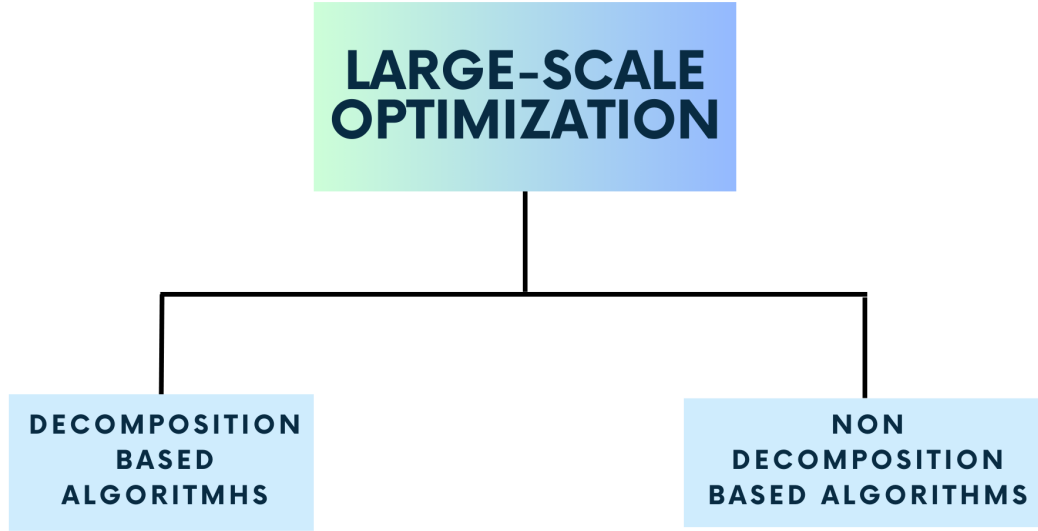 LARGE-SCALE
OPTIMIZATION
DECOMPOSITION
BASED
ALGORITMHS
NON
DECOMPOSITION
BASED ALGORITHMS